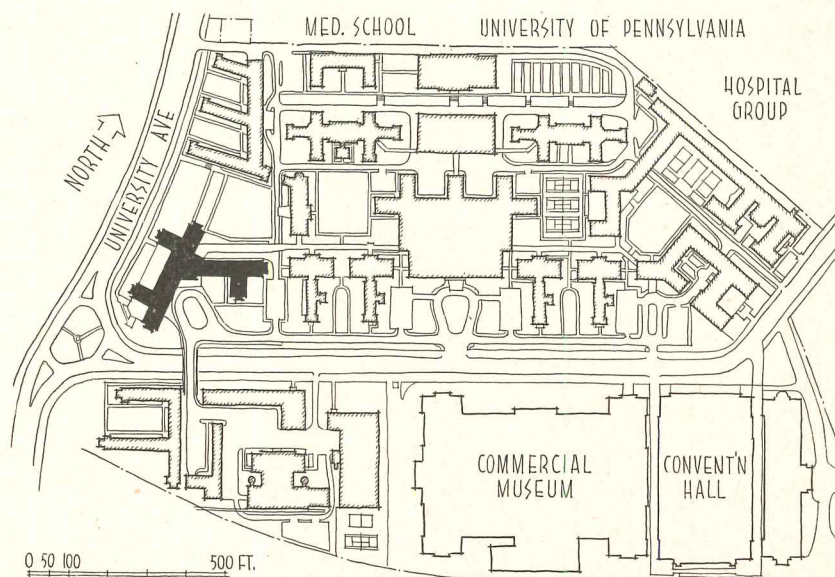 MED. SCHOOL
UNIVERSITY OF PENNSYLVANIA
HOSPITAL
GROUP
NORTH
UNIVERSITY AVE
COMMERCIAL
MUSEUM
CONVENT'N
HALL
0 50 100 500 FT.